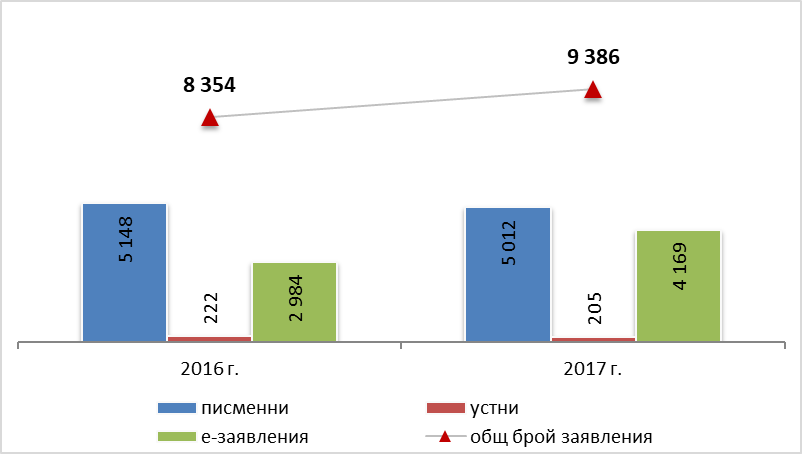 9 386
8 354
5 148
222
2 984
5 012
205
4 169
2016 г.
2017 г.
писменни
устни
е-заявления
общ брой заявления